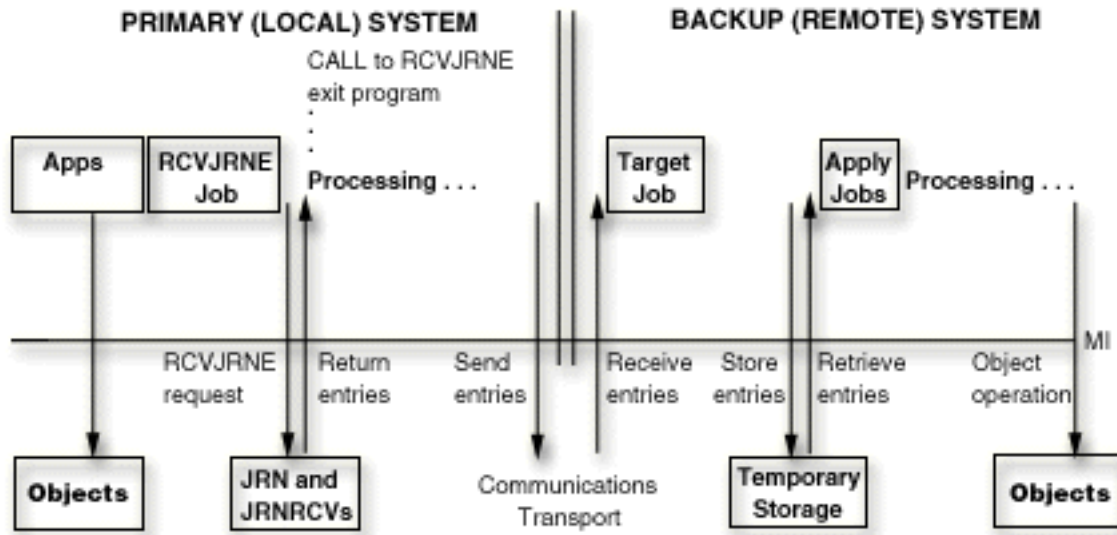 PRIMARY (LOCAL) SYSTEM
BACKUP (REMOTE) SYSTEM
CALL to RCVJRNE
exit program
Apps
RCVJRNE
Job
Processing . . .
Target
Job
Apply
Jobs
Processing . . .
MI
RCVJRNE
request
Return
entries
Send
entries
Receive
entries
Store
entries
Retrieve
entries
Object
operation
Objects
JRN and
JRNRCVs
Communications
Transport
Temporary
Storage
Objects